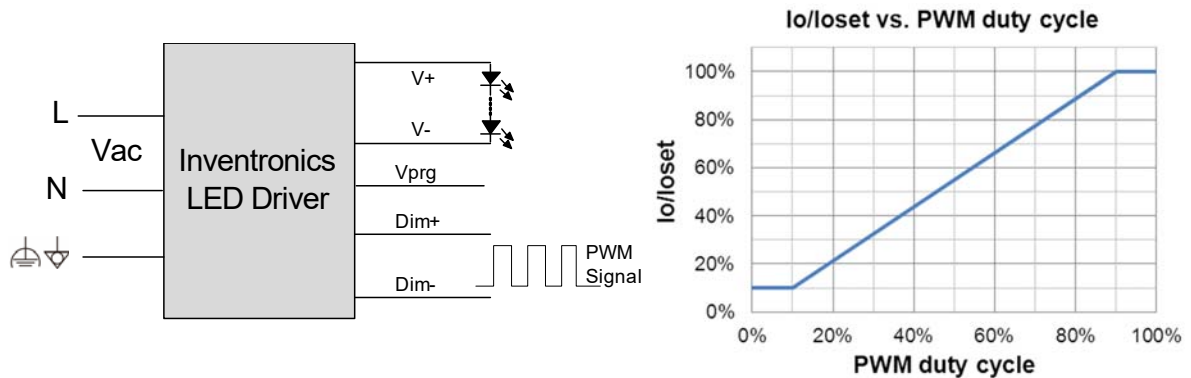 L
Vac
N
Inventronics
LED Driver
V+
V-
Vprg
Dim+
Dim-
PWM
Signal
Io/Ioset vs. PWM duty cycle
Io/Ioset
100%
80%
60%
40%
20%
0%
0% 20% 40% 60% 80% 100%
PWM duty cycle